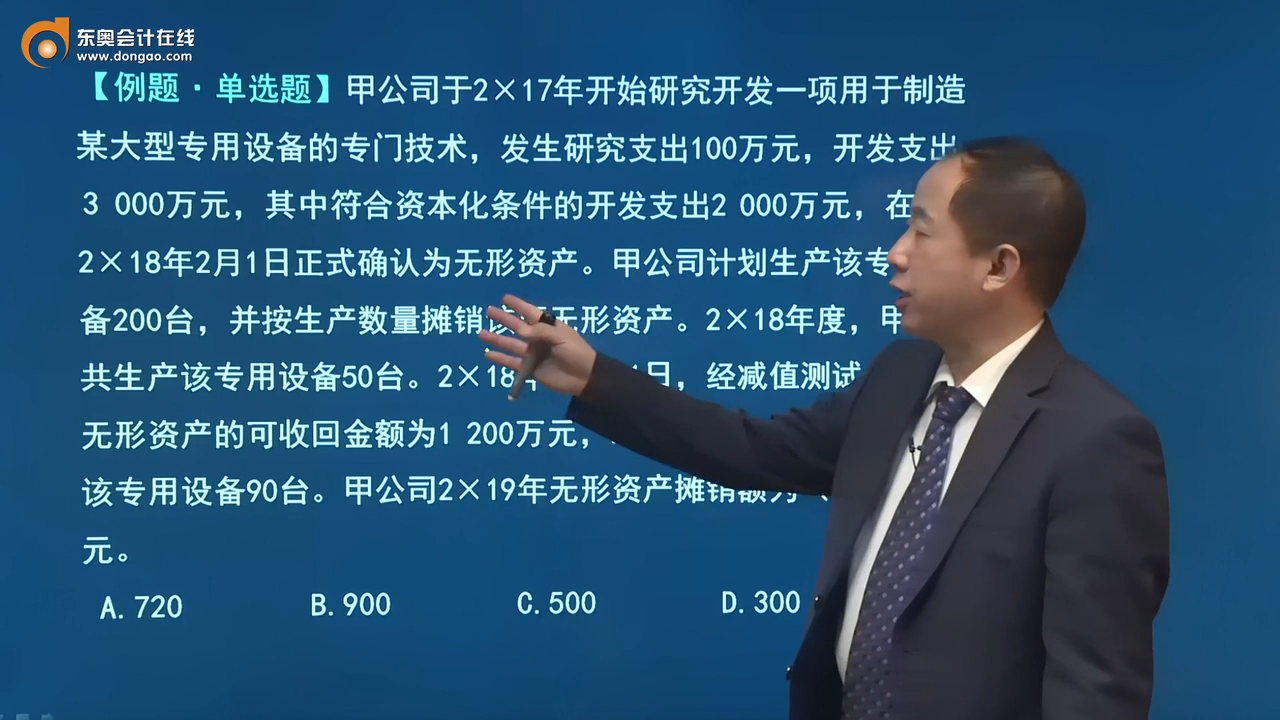 东奥会计在线
www.dongao.com
【例题·单选题】甲公司于2×17年开始研究开发一项用于制造
某大型专用设备的专门技术，发生研究支出100万元，开发支出
3 000万元，其中符合资本化条件的开发支出2 000万元，在
2×18年2月1日正式确认为无形资产。甲公司计划生产该专
备200台，并按生产数量摊销该 无形资产。2×18年度，甲
共生产该专用设备50台。2×18年 1日，经减值测试
无形资产的可收回金额为1 200万元，
该专用设备90台。甲公司2×19年无形资产摊销额为（
元。
A.720 B.900 C.500 D.300